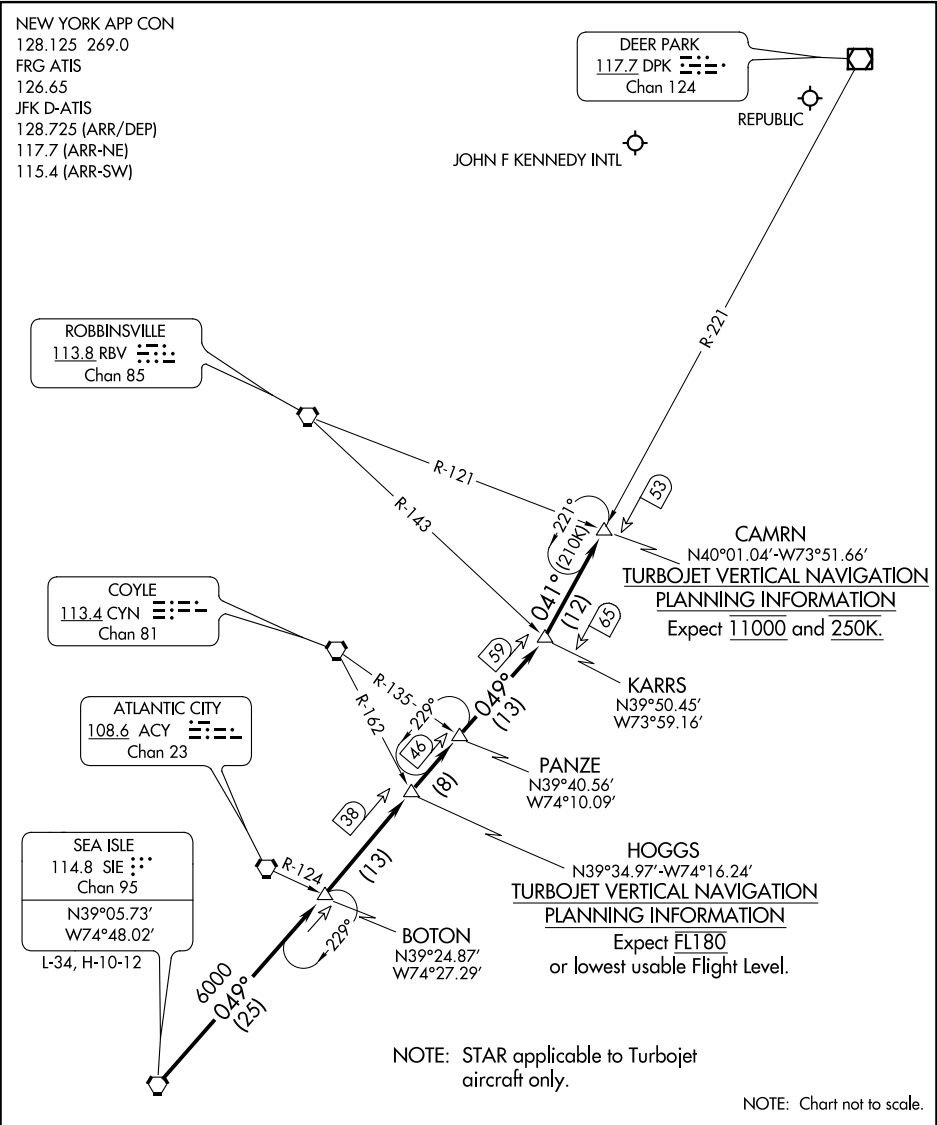 NEW YORK APP CON
128.125 269.0
FRG ATIS
126.65
JFK D-ATIS
128.725 (ARR/DEP)
117.7 (ARR-NE)
115.4 (ARR-SW)
DEER PARK
117.7 DPK
Chan 124
REPUBLIC
JOHN F KENNEDY INTL
R-221
ROBBINSVILLE
113.8 RBV
Chan 85
R-121
R-143
53
221°
(210K)
041°
(12)
CAMRN
N40°01.04′-W73°51.66′
TURBOJET VERTICAL NAVIGATION
PLANNING INFORMATION
Expect 11000 and 250K.
COYLE
113.4 CYN
Chan 81
R-135
R-162
65
59
KARRS
N39°50.45′
W73°59.16′
049°
(13)
229°
46
(8)
PANZE
N39°40.56′
W74°10.09′
ATLANTIC CITY
108.6 ACY
Chan 23
38
(13)
HOGGS
N39°34.97′-W74°16.24′
TURBOJET VERTICAL NAVIGATION
PLANNING INFORMATION
Expect FL180
or lowest usable Flight Level.
R-124
SEA ISLE
114.8 SIE
Chan 95
N39°05.73′
W74°48.02′
L-34, H-10-12
229°
BOTON
N39°24.87′
W74°27.29′
6000
049°
(25)
NOTE: STAR applicable to Turbojet
aircraft only.
NOTE: Chart not to scale.